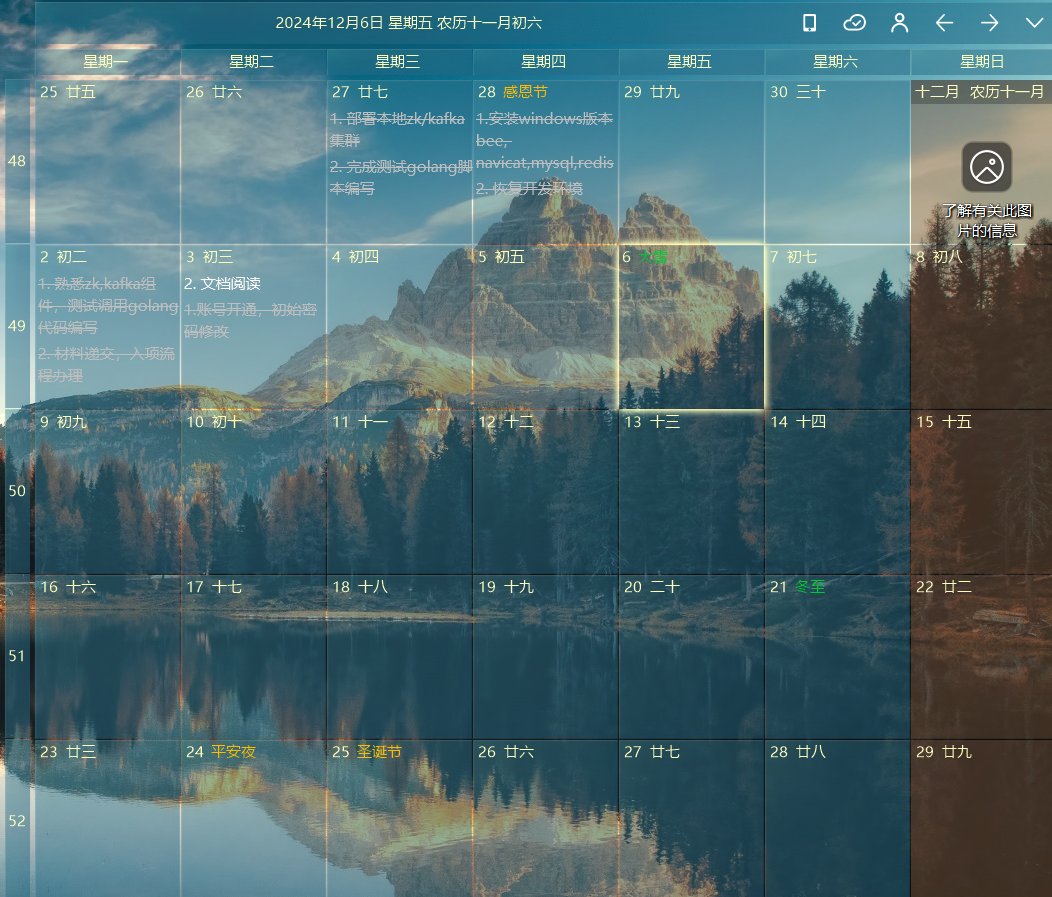 2024年12月6日 星期五 农历十一月初六
星期一 星期二 星期三 星期四 星期五 星期六 星期日
48
25 廿五
26 廿六
27 廿七
1. 部署本地zk/kafka
集群
2. 完成测试golang脚
本编写
28 感恩节
1.安装windows版本
bee,
navicat,mysql,redis
2. 恢复开发环境
29 廿九
30 三十
十二月 农历十一月
了解有关此图
片的信息
49
2 初二
1. 熟悉zk,kafka组
件，测试调用golang
代码编写
2. 材料递交，入项流
程办理
3 初三
2. 文档阅读
1.账号开通，初始密
码修改
4 初四
5 初五
6 大雪
7 初七
8 初八
50
9 初九
10 初十
11 十一
12 十二
13 十三
14 十四
15 十五
51
16 十六
17 十七
18 十八
19 十九
20 二十
21 冬至
22 廿二
52
23 廿三
24 平安夜
25 圣诞节
26 廿六
27 廿七
28 廿八
29 廿九